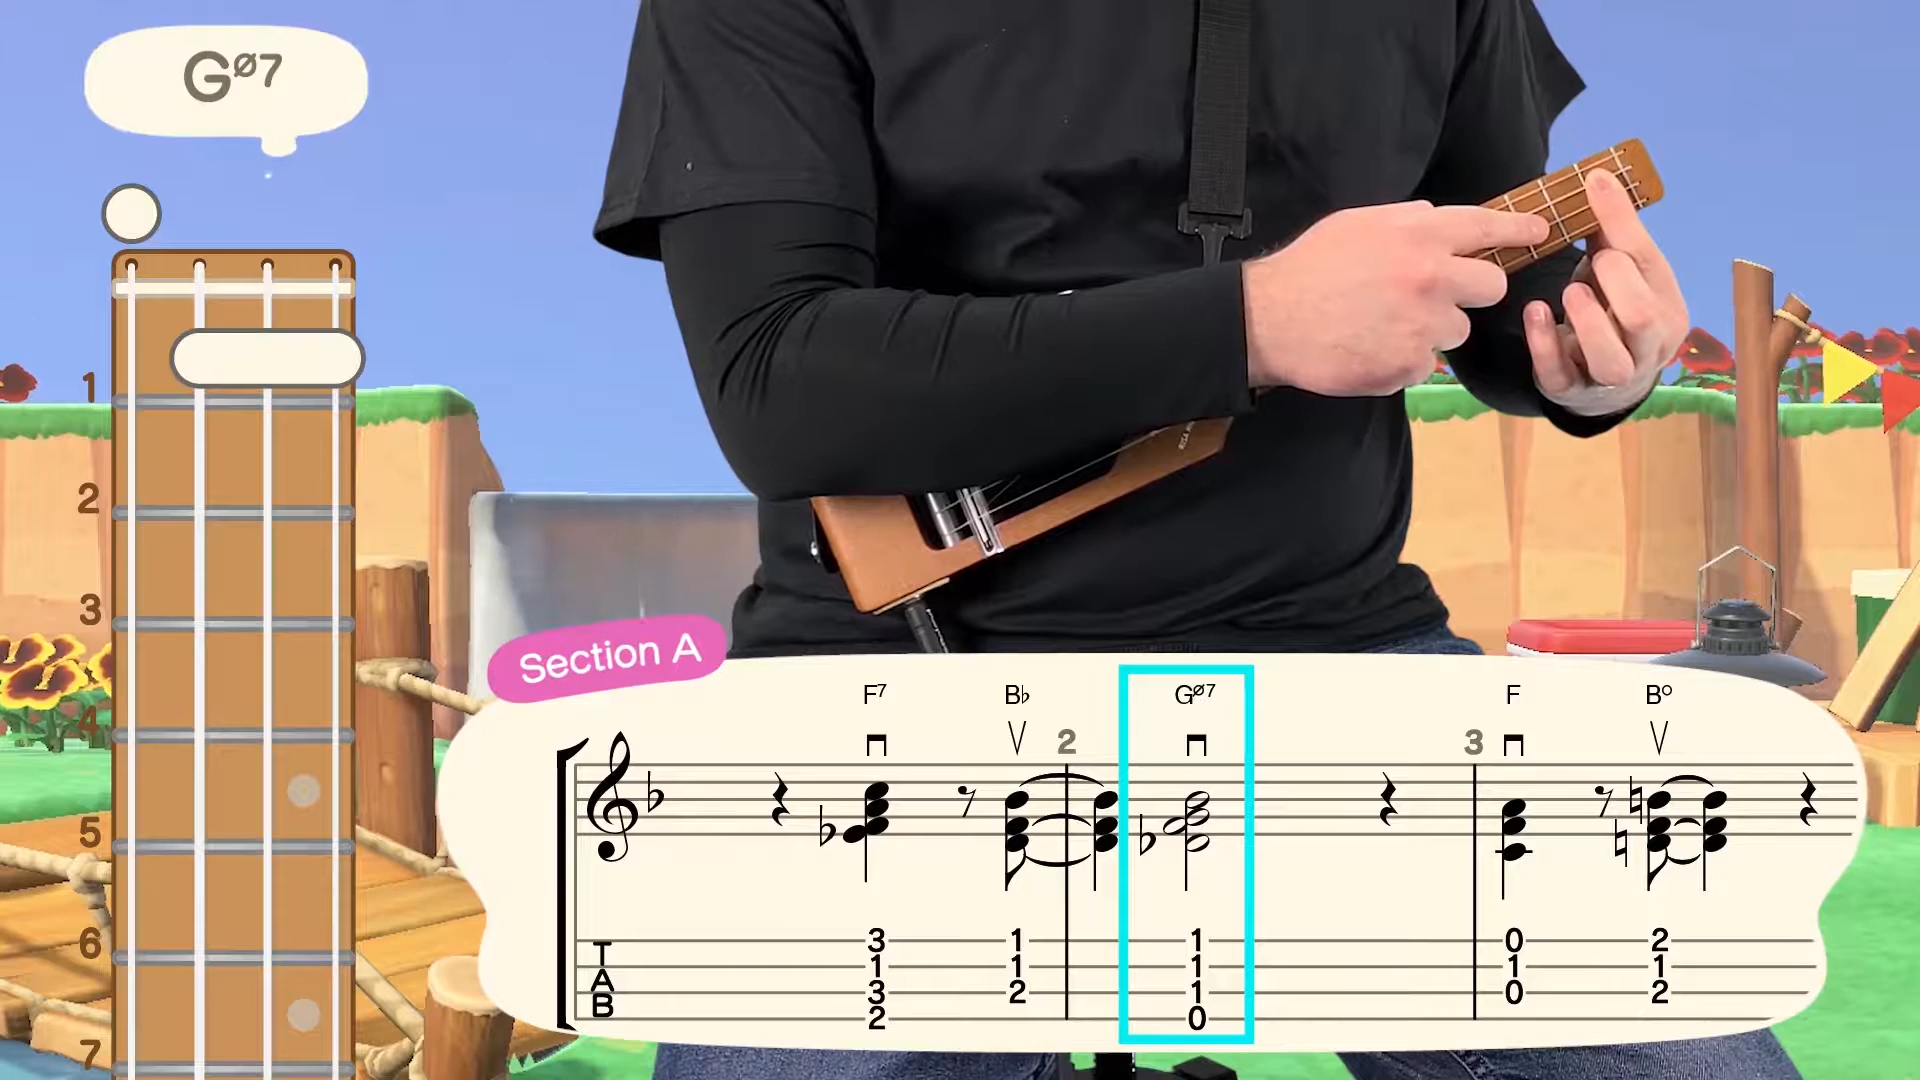 Gø7
1
2
3
4
5
6
7
Section A
F7 B♭ Gø7 F Bo
2 3
T
A
B
3 1 1 0 2
1 1 1 1 1
3 2 1 0 2
2 0